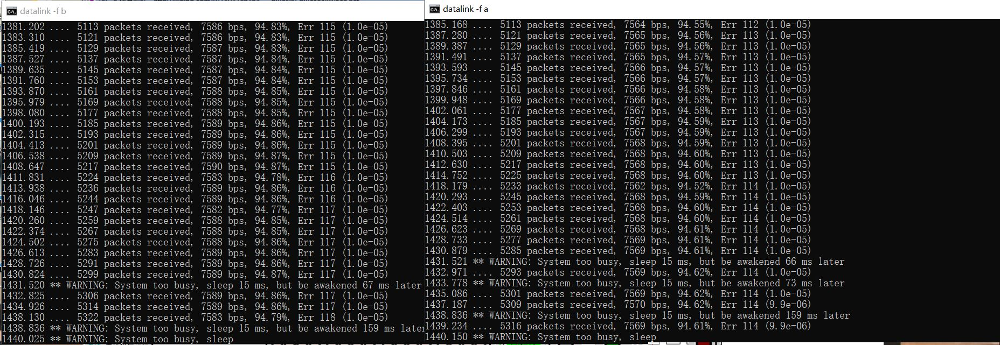 datalink -f b
1381.202 .... 5113 packets received, 7586 bps, 94.83%, Err 115 (1.0e-05)
1383.310 .... 5121 packets received, 7586 bps, 94.83%, Err 115 (1.0e-05)
1385.419 .... 5129 packets received, 7587 bps, 94.83%, Err 115 (1.0e-05)
1387.527 .... 5137 packets received, 7587 bps, 94.84%, Err 115 (1.0e-05)
1389.635 .... 5145 packets received, 7587 bps, 94.84%, Err 115 (1.0e-05)
1391.760 .... 5153 packets received, 7587 bps, 94.84%, Err 115 (1.0e-05)
1393.870 .... 5161 packets received, 7588 bps, 94.85%, Err 115 (1.0e-05)
1395.979 .... 5169 packets received, 7588 bps, 94.85%, Err 115 (1.0e-05)
1398.080 .... 5177 packets received, 7588 bps, 94.85%, Err 115 (1.0e-05)
1400.193 .... 5185 packets received, 7589 bps, 94.86%, Err 115 (1.0e-05)
1402.315 .... 5193 packets received, 7589 bps, 94.86%, Err 115 (1.0e-05)
1404.413 .... 5201 packets received, 7589 bps, 94.86%, Err 115 (1.0e-05)
1406.538 .... 5209 packets received, 7589 bps, 94.87%, Err 115 (1.0e-05)
1408.647 .... 5217 packets received, 7590 bps, 94.87%, Err 115 (1.0e-05)
1411.831 .... 5224 packets received, 7583 bps, 94.78%, Err 116 (1.0e-05)
1413.938 .... 5236 packets received, 7589 bps, 94.86%, Err 116 (1.0e-05)
1416.046 .... 5244 packets received, 7589 bps, 94.86%, Err 116 (1.0e-05)
1418.146 .... 5247 packets received, 7582 bps, 94.77%, Err 117 (1.0e-05)
1420.260 .... 5259 packets received, 7588 bps, 94.85%, Err 117 (1.0e-05)
1422.374 .... 5267 packets received, 7588 bps, 94.85%, Err 117 (1.0e-05)
1424.502 .... 5275 packets received, 7588 bps, 94.86%, Err 117 (1.0e-05)
1426.613 .... 5283 packets received, 7589 bps, 94.86%, Err 117 (1.0e-05)
1428.726 .... 5291 packets received, 7589 bps, 94.86%, Err 117 (1.0e-05)
1430.824 .... 5299 packets received, 7589 bps, 94.87%, Err 117 (1.0e-05)
1431.520 ** WARNING: System too busy, sleep 15 ms, but be awakened 67 ms later
1432.825 .... 5306 packets received, 7589 bps, 94.86%, Err 117 (1.0e-05)
1434.926 .... 5314 packets received, 7589 bps, 94.86%, Err 117 (1.0e-05)
1438.130 .... 5322 packets received, 7583 bps, 94.79%, Err 118 (1.0e-05)
1438.836 ** WARNING: System too busy, sleep 15 ms, but be awakened 159 ms later
1440.025 ** WARNING: System too busy, sleep
datalink -f a
1385.168 .... 5113 packets received, 7564 bps, 94.55%, Err 112 (1.0e-05)
1387.280 .... 5121 packets received, 7565 bps, 94.56%, Err 113 (1.0e-05)
1389.387 .... 5129 packets received, 7565 bps, 94.56%, Err 113 (1.0e-05)
1391.491 .... 5137 packets received, 7565 bps, 94.57%, Err 113 (1.0e-05)
1393.593 .... 5145 packets received, 7566 bps, 94.57%, Err 113 (1.0e-05)
1395.734 .... 5153 packets received, 7566 bps, 94.57%, Err 113 (1.0e-05)
1397.846 .... 5161 packets received, 7566 bps, 94.58%, Err 113 (1.0e-05)
1399.948 .... 5169 packets received, 7566 bps, 94.58%, Err 113 (1.0e-05)
1402.061 .... 5177 packets received, 7567 bps, 94.58%, Err 113 (1.0e-05)
1404.173 .... 5185 packets received, 7567 bps, 94.59%, Err 113 (1.0e-05)
1406.299 .... 5193 packets received, 7567 bps, 94.59%, Err 113 (1.0e-05)
1408.395 .... 5201 packets received, 7568 bps, 94.59%, Err 113 (1.0e-05)
1410.503 .... 5209 packets received, 7568 bps, 94.60%, Err 113 (1.0e-05)
1412.630 .... 5217 packets received, 7568 bps, 94.60%, Err 113 (1.0e-05)
1414.752 .... 5225 packets received, 7568 bps, 94.60%, Err 113 (1.0e-05)
1418.179 .... 5233 packets received, 7562 bps, 94.52%, Err 114 (1.0e-05)
1420.293 .... 5245 packets received, 7568 bps, 94.59%, Err 114 (1.0e-05)
1422.403 .... 5253 packets received, 7568 bps, 94.60%, Err 114 (1.0e-05)
1424.514 .... 5261 packets received, 7568 bps, 94.60%, Err 114 (1.0e-05)
1426.623 .... 5269 packets received, 7568 bps, 94.61%, Err 114 (1.0e-05)
1428.733 .... 5277 packets received, 7569 bps, 94.61%, Err 114 (1.0e-05)
1430.879 .... 5285 packets received, 7569 bps, 94.61%, Err 114 (1.0e-05)
1431.521 ** WARNING: System too busy, sleep 15 ms, but be awakened 66 ms later
1432.971 .... 5293 packets received, 7569 bps, 94.62%, Err 114 (1.0e-05)
1433.778 ** WARNING: System too busy, sleep 15 ms, but be awakened 73 ms later
1435.086 .... 5301 packets received, 7569 bps, 94.62%, Err 114 (1.0e-05)
1437.187 .... 5309 packets received, 7570 bps, 94.62%, Err 114 (9.9e-06)
1438.836 ** WARNING: System too busy, sleep 15 ms, but be awakened 159 ms later
1439.234 .... 5316 packets received, 7569 bps, 94.61%, Err 114 (9.9e-06)
1440.150 ** WARNING: System too busy, sleep